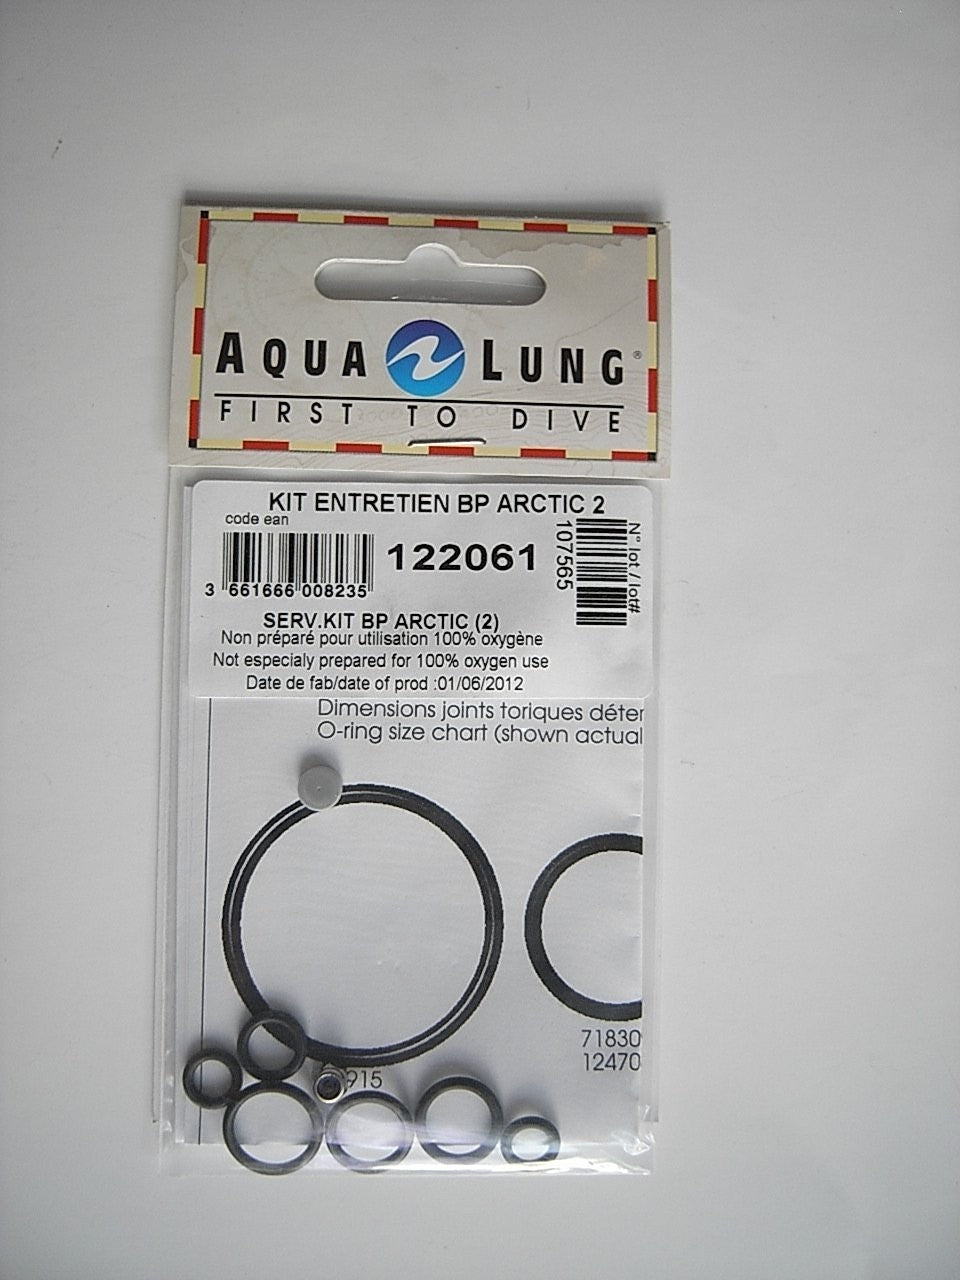 AQUA LUNG®
FIRST TO DIVE
KIT ENTRETIEN BP ARCTIC 2
code ean
122061
3 661666 008235
107565
N° lot / lot#
SERV.KIT BP ARCTIC (2)
Non préparé pour utilisation 100% oxygène
Not especialy prepared for 100% oxygen use
Date de fab/date of prod :01/06/2012
Dimensions joints toriques déter
O-ring size chart (shown actual
71830
12470
915